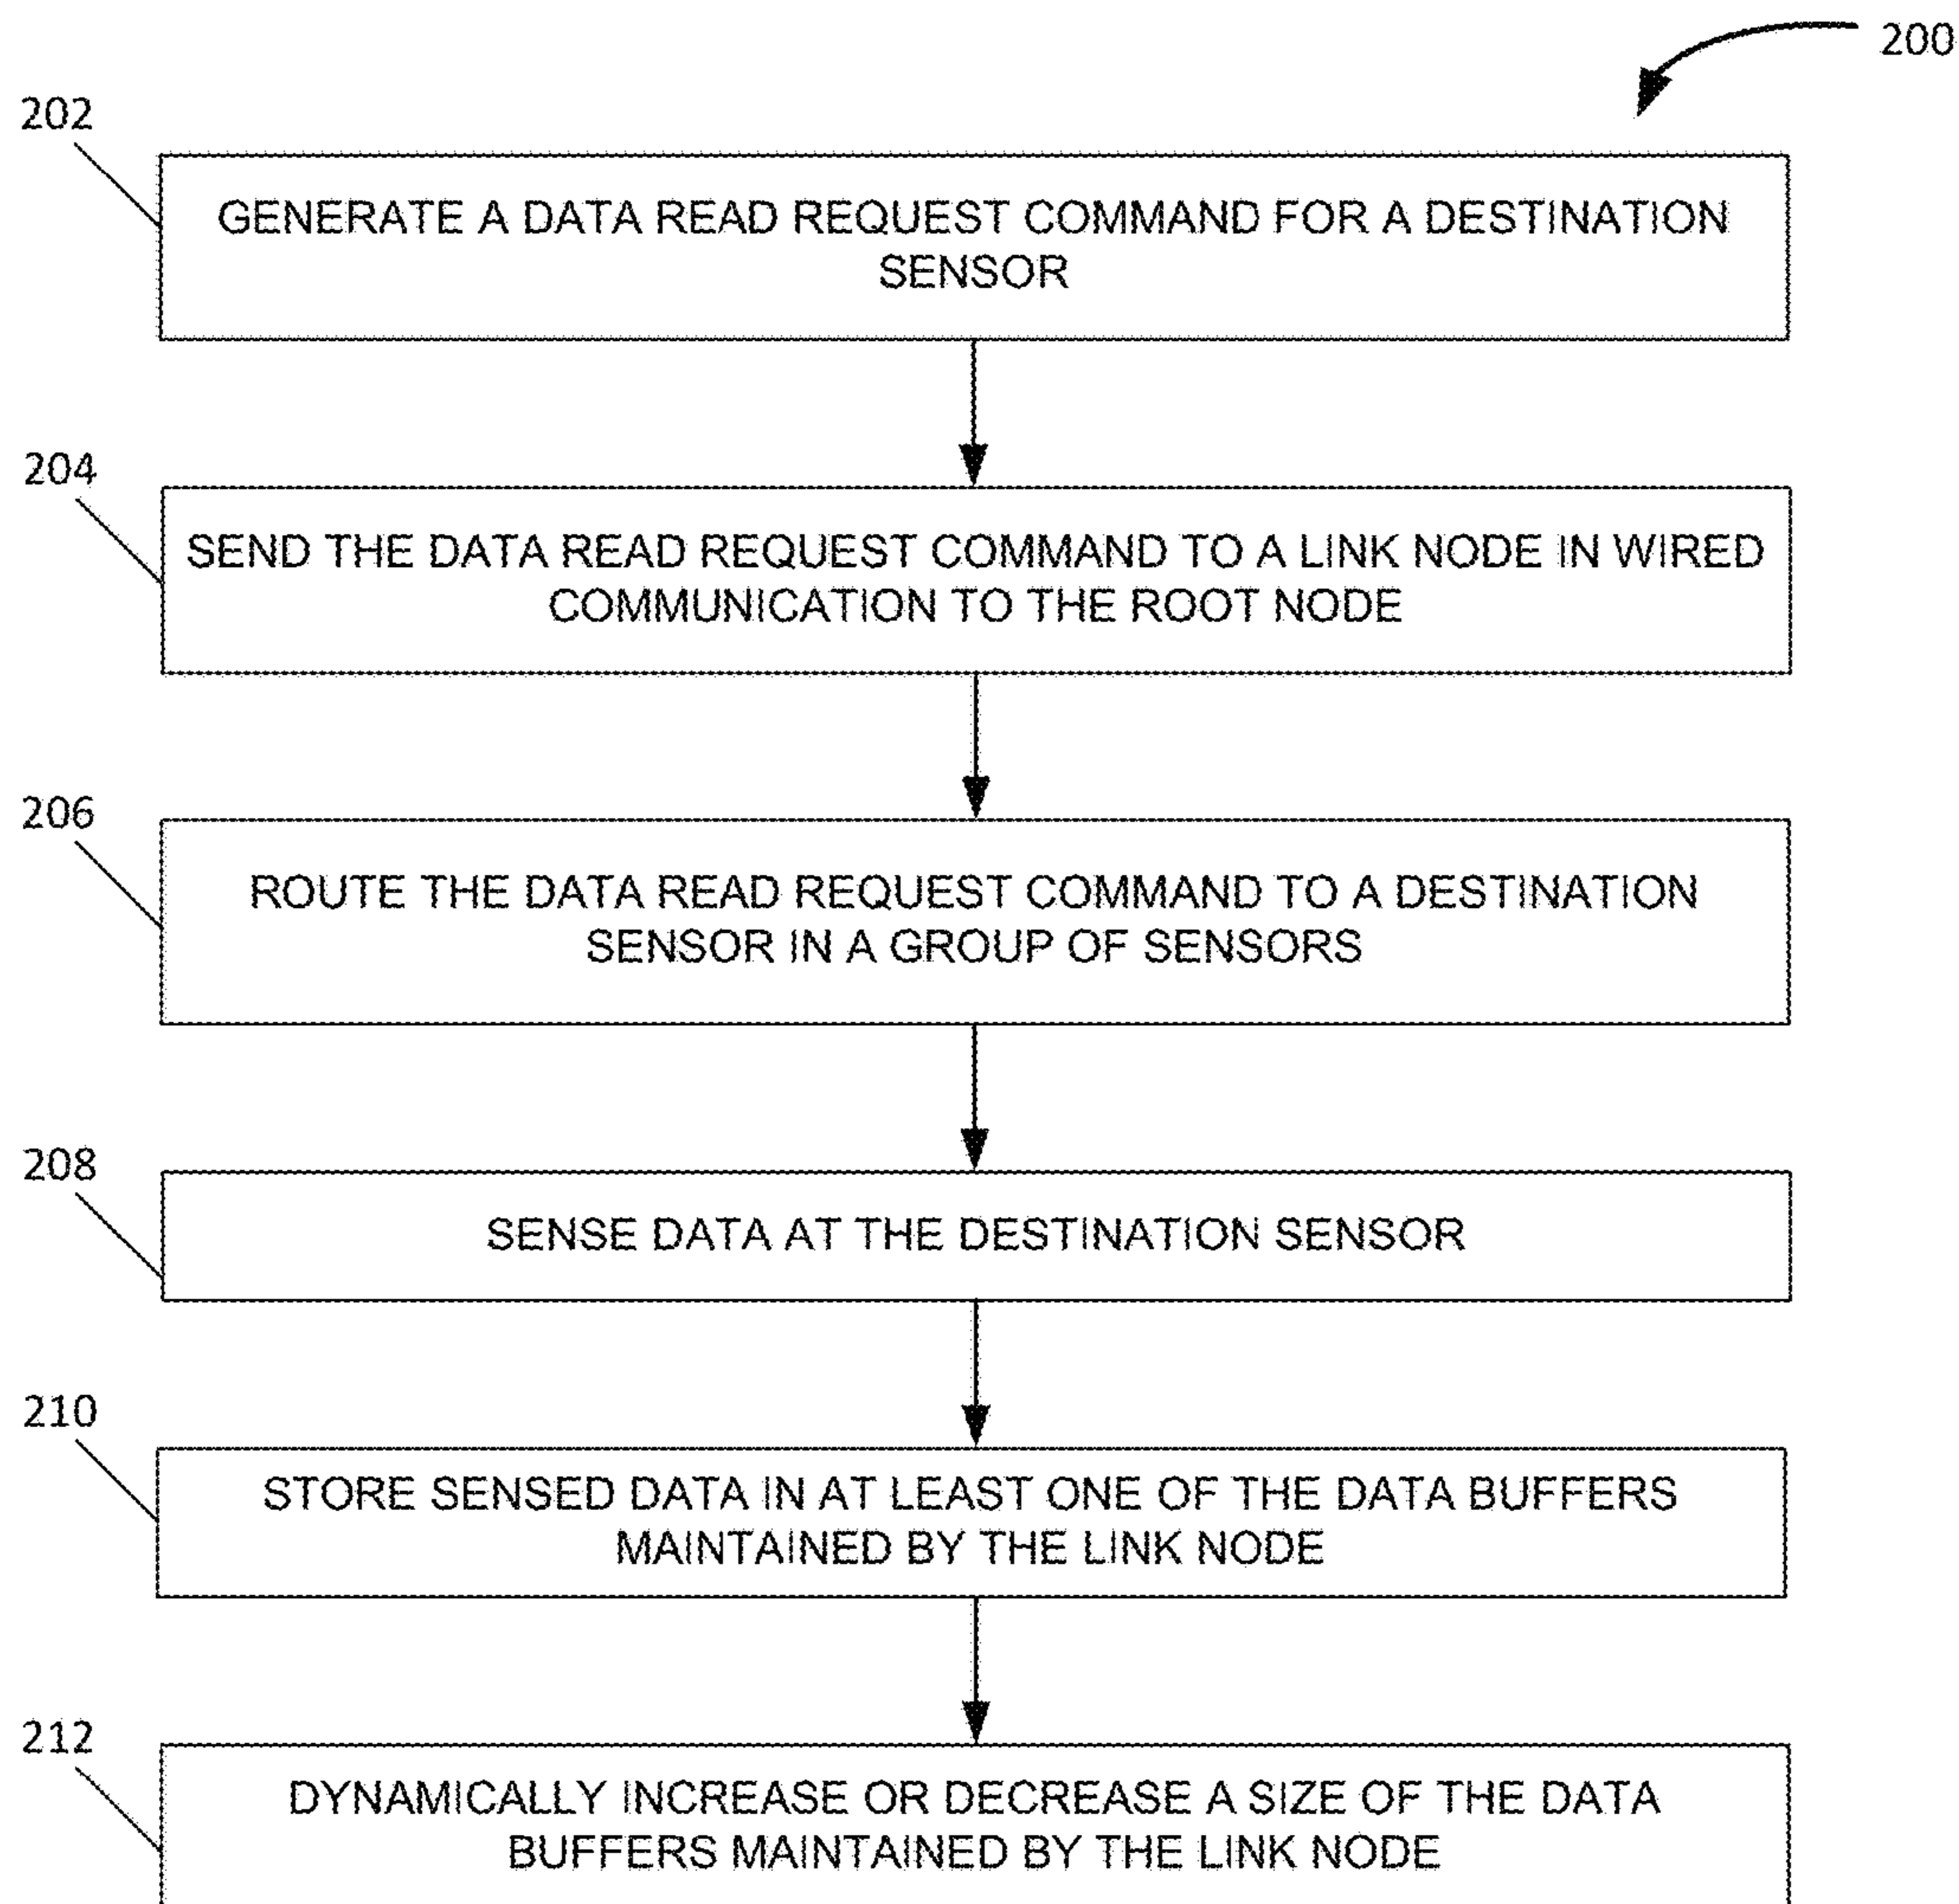 200
202
GENERATE A DATA READ REQUEST COMMAND FOR A DESTINATION
SENSOR
204
SEND THE DATA READ REQUEST COMMAND TO A LINK NODE IN WIRED
COMMUNICATION TO THE ROOT NODE
206
ROUTE THE DATA READ REQUEST COMMAND TO A DESTINATION
SENSOR IN A GROUP OF SENSORS
208
SENSE DATA AT THE DESTINATION SENSOR
210
STORE SENSED DATA IN AT LEAST ONE OF THE DATA BUFFERS
MAINTAINED BY THE LINK NODE
212
DYNAMICALLY INCREASE OR DECREASE A SIZE OF THE DATA
BUFFERS MAINTAINED BY THE LINK NODE